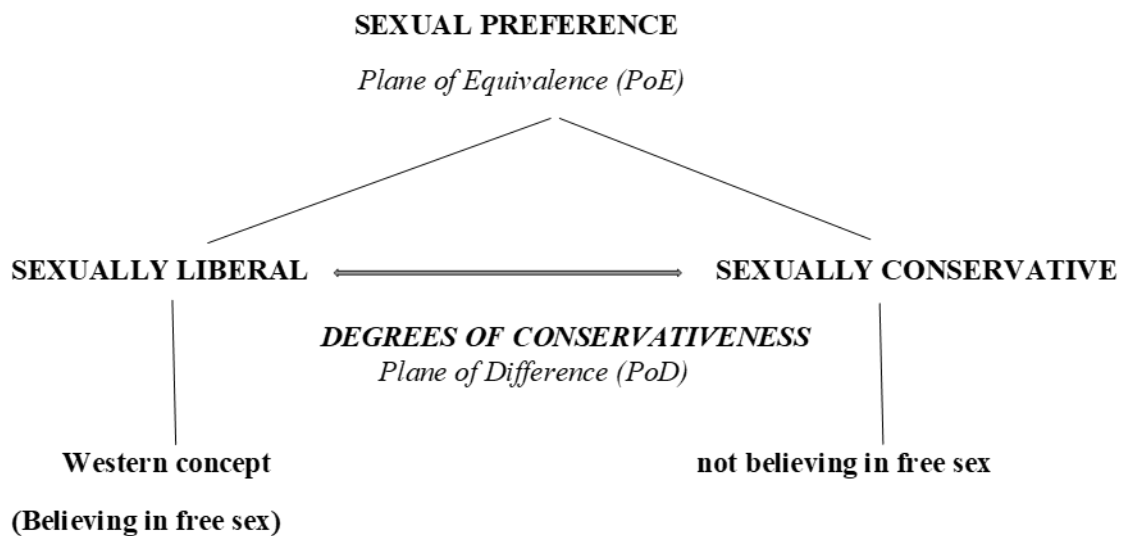 SEXUAL PREFERENCE
Plane of Equivalence (PoE)
SEXUALLY LIBERAL
SEXUALLY CONSERVATIVE
DEGREES OF CONSERVATIVENESS
Plane of Difference (PoD)
Western concept
(Believing in free sex)
not believing in free sex